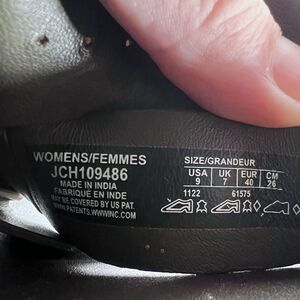 WOMENS/FEMMES
JCH109486
MADE IN INDIA
FABRIQUÉ EN INDE
MAY BE COVERED BY US PAT.
WWW.PATENTS.WWWINC.COM
SIZE/GRANDEUR
USA UK EUR CM
9 7 40 26
1122 61575